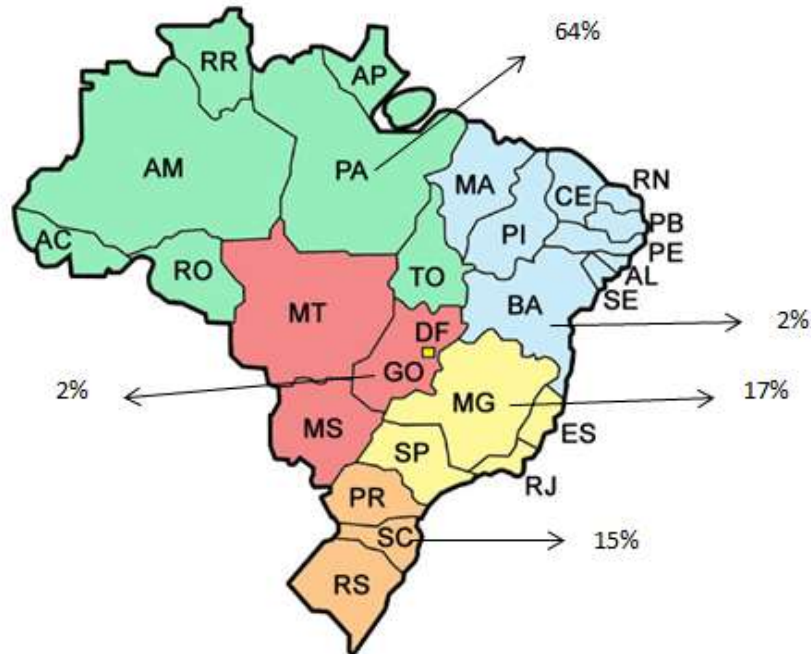 64%
RR
AP
AM
PA
MA
CE
RN
PI
PB
PE
AC
RO
TO
AL
SE
BA
MT
DF
2%
GO
2%
MG
17%
MS
ES
SP
RJ
PR
SC
15%
RS